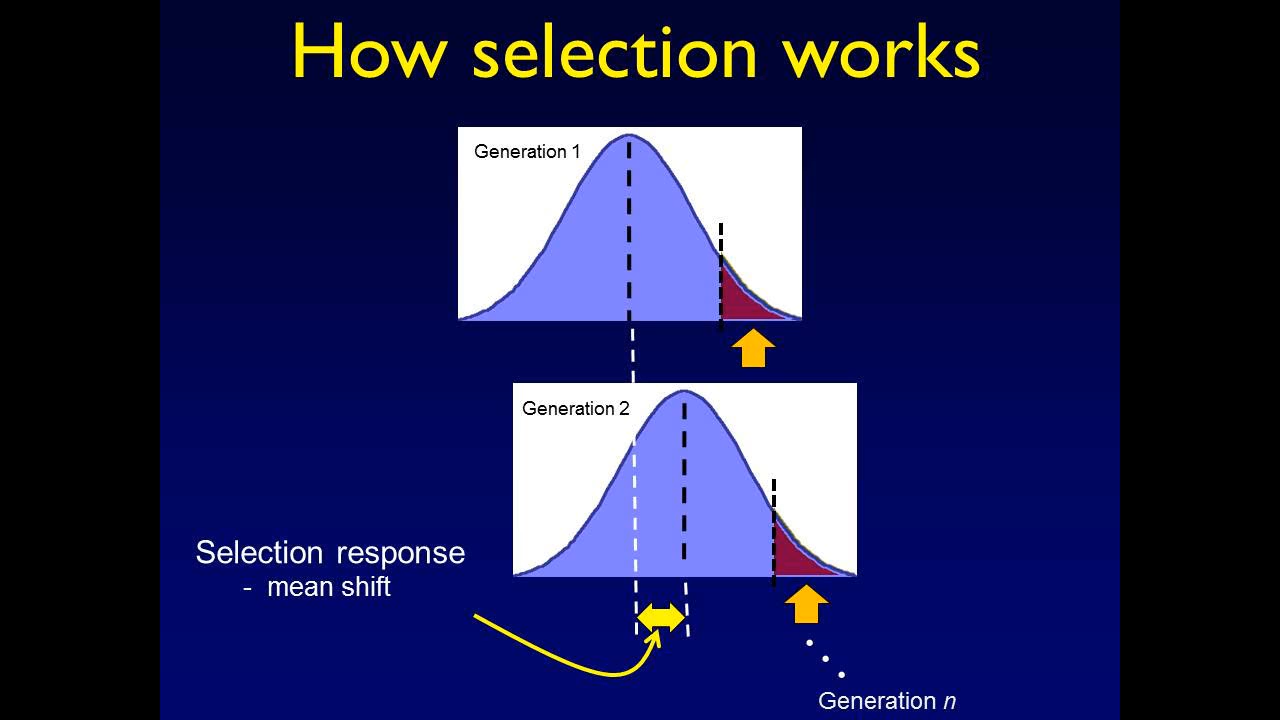 How selection works
Generation 1
Generation 2
Selection response
- mean shift
Generation n